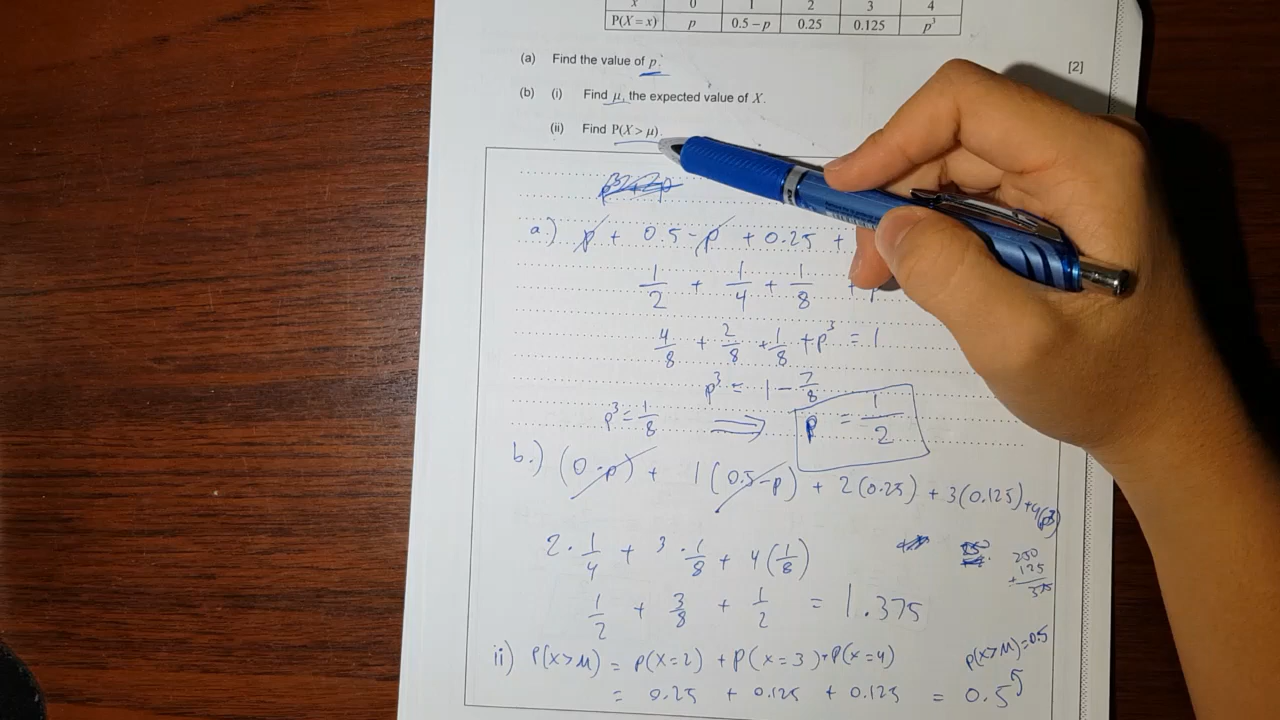 x 0 1 2 3 4
P(X = x) p 0.5 – p 0.25 0.125 p³
(a) Find the value of p. [2]
(b) (i) Find μ, the expected value of X.
(ii) Find P(X > μ).
a.) p + 0.5 - p + 0.25 +
1/2 + 1/4 + 1/8 +
4/8 + 2/8 + 1/8 + p³ = 1
p³ = 1 - 7/8
p³ = 1/8 ⟹ p = 1/2
b.) (0·p) + 1(0.5-p) + 2(0.25) + 3(0.125) + 4(p³)
2·1/4 + 3·1/8 + 4(1/8)
250
+125
375
1/2 + 3/8 + 1/2 = 1.375
ii) P(X>μ) = P(X=2) + P(X=3) + P(X=4)
P(X>μ)=0.5
= 0.25 + 0.125 + 0.125 = 0.5